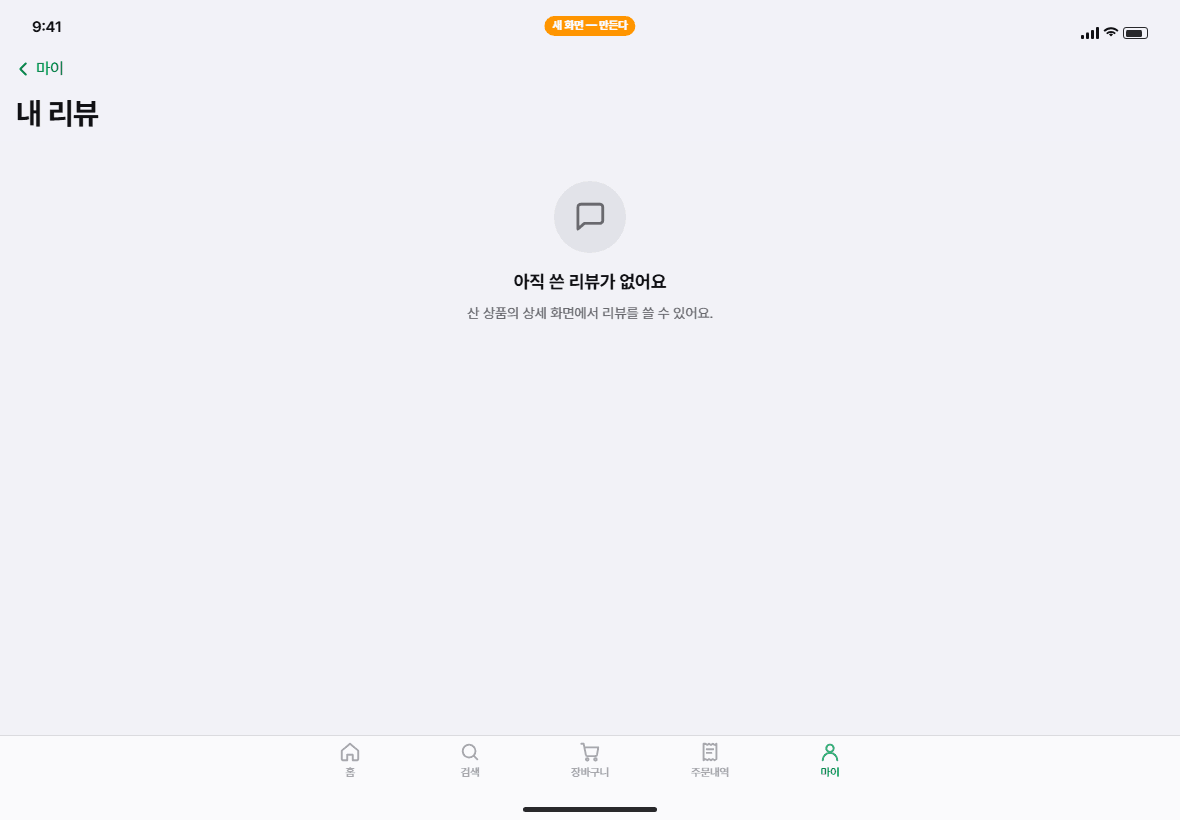 9:41
새 화면 — 만든다
마이
내 리뷰
아직 쓴 리뷰가 없어요
산 상품의 상세 화면에서 리뷰를 쓸 수 있어요.
홈
검색
장바구니
주문내역
마이